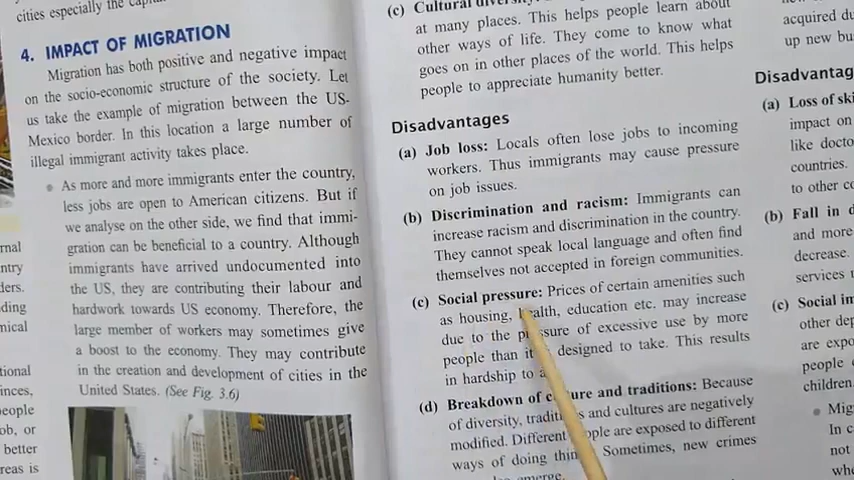 cities especially the
4. IMPACT OF MIGRATION
Migration has both positive and negative impact
on the socio-economic structure of the society. Let
us take the example of migration between the US-
Mexico border. In this location a large number of
illegal immigrant activity takes place.
As more and more immigrants enter the country,
less jobs are open to American citizens. But if
we analyse on the other side, we find that immi-
gration can be beneficial to a country. Although
immigrants have arrived undocumented into
the US, they are contributing their labour and
hardwork towards US economy. Therefore, the
large member of workers may sometimes give
a boost to the economy. They may contribute
in the creation and development of cities in the
United States. (See Fig. 3.6)
(c) Cultural
at many places. This helps people learn about
other ways of life. They come to know what
goes on in other places of the world. This helps
people to appreciate humanity better.
Disadvantages
(a) Job loss: Locals often lose jobs to incoming
workers. Thus immigrants may cause pressure
on job issues.
(b) Discrimination and racism: Immigrants can
increase racism and discrimination in the country.
They cannot speak local language and often find
themselves not accepted in foreign communities.
(c) Social pressure: Prices of certain amenities such
as housing, health, education etc. may increase
due to the pressure of excessive use by more
people than it is designed to take. This results
in hardship to
(d) Breakdown of culture and traditions: Because
of diversity, traditions and cultures are negatively
modified. Different people are exposed to different
ways of doing things. Sometimes, new crimes
emerge.
acquired
up new
(a) Loss of
impact on
like
countries.
to other
(b) Fall in
and more
decrease.
services
(c) Social
other
are
people
children
In
not
better